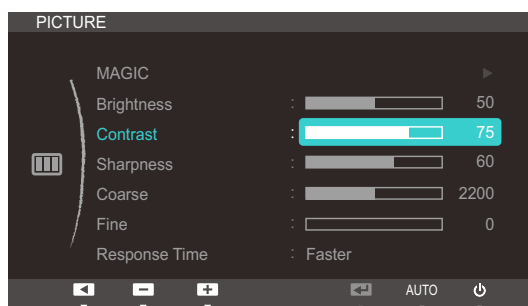 PICTURE
MAGIC
Brightness : 50
Contrast : 75
Sharpness : 60
Coarse : 2200
Fine : 0
Response Time : Faster
AUTO